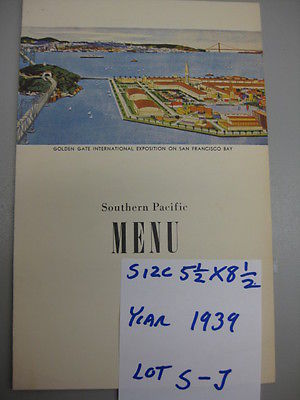 GOLDEN GATE INTERNATIONAL EXPOSITION ON SAN FRANCISCO BAY
Southern Pacific
MENU
SIZE 5½ X 8½
YEAR 1939
LOT S-J